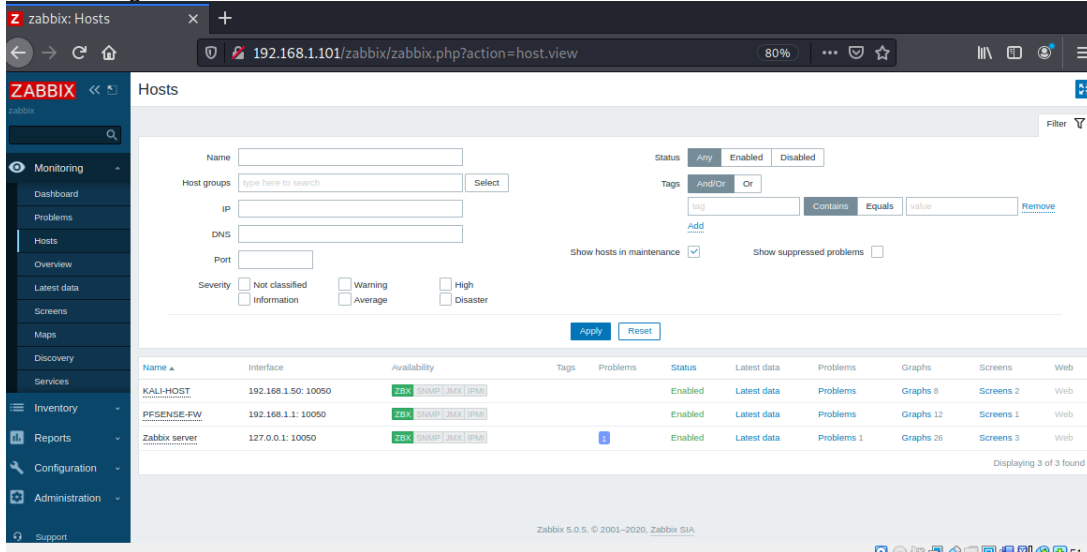 Z zabbix: Hosts × +
192.168.1.101/zabbix/zabbix.php?action=host.view 80%
ZABBIX
zabbix
Monitoring
Dashboard
Problems
Hosts
Overview
Latest data
Screens
Maps
Discovery
Services
Inventory
Reports
Configuration
Administration
Support
Hosts
Filter
Name
Host groups type here to search Select
IP
DNS
Port
Severity Not classified Warning High
Information Average Disaster
Status Any Enabled Disabled
Tags And/Or Or
tag Contains Equals value Remove
Add
Show hosts in maintenance Show suppressed problems
Apply Reset
Name Interface Availability Tags Problems Status Latest data Problems Graphs Screens Web
KALI-HOST 192.168.1.50: 10050 ZBX SNMP JMX IPMI Enabled Latest data Problems Graphs 8 Screens 2 Web
PFSENSE-FW 192.168.1.1: 10050 ZBX SNMP JMX IPMI Enabled Latest data Problems Graphs 12 Screens 1 Web
Zabbix server 127.0.0.1: 10050 ZBX SNMP JMX IPMI 1 Enabled Latest data Problems 1 Graphs 26 Screens 3 Web
Displaying 3 of 3 found
Zabbix 5.0.5. © 2001–2020, Zabbix SIA